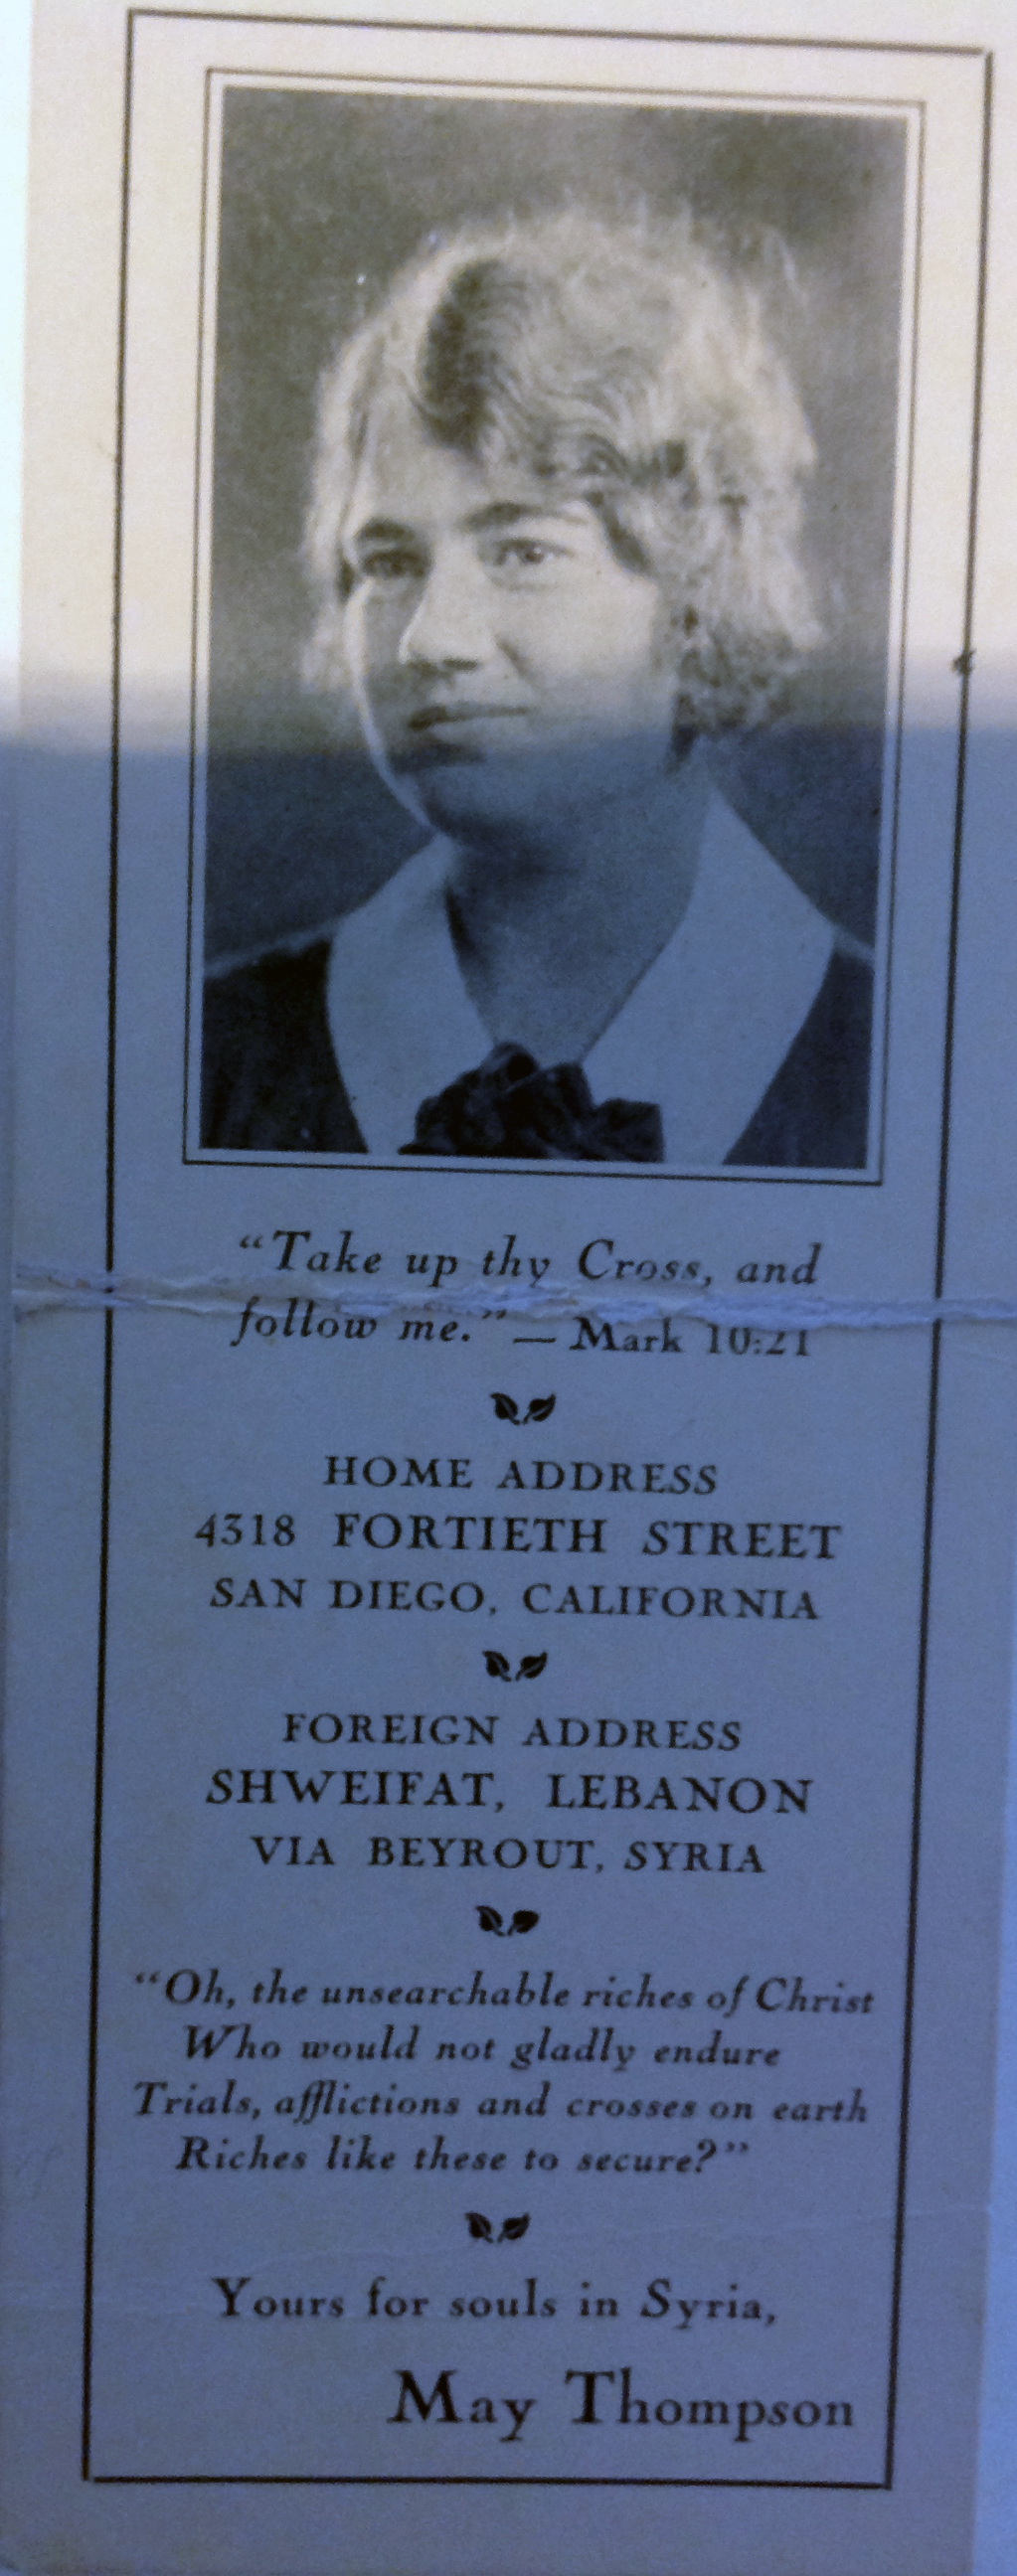 “Take up thy Cross, and
follow me.”— Mark 10:21
HOME ADDRESS
4318 FORTIETH STREET
SAN DIEGO, CALIFORNIA
FOREIGN ADDRESS
SHWEIFAT, LEBANON
VIA BEYROUT, SYRIA
“Oh, the unsearchable riches of Christ
Who would not gladly endure
Trials, afflictions and crosses on earth
Riches like these to secure?”
Yours for souls in Syria,
May Thompson